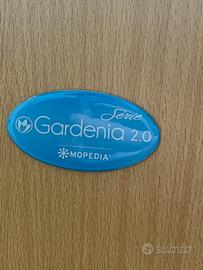 Serie
Gardenia 2.0
MOPEDIA
subito